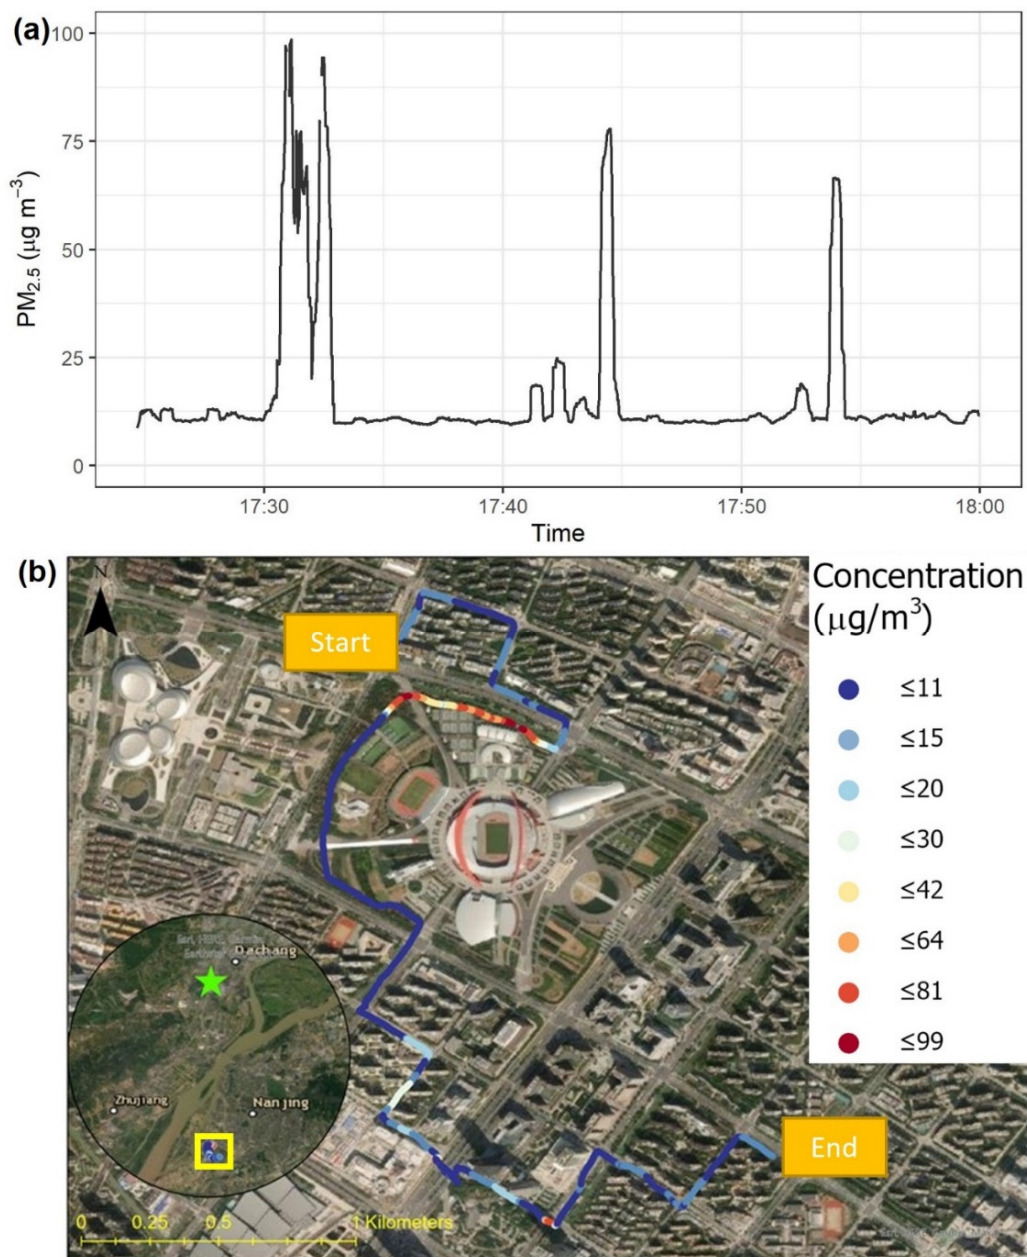 (a)
100
75
50
25
0
PM2.5 (μg m−3)
17:30
17:40
17:50
18:00
Time
(b)
N
Start
Concentration
(μg/m3)
≤11
≤15
≤20
≤30
≤42
≤64
≤81
≤99
Dachang
Zhujiang
Nanjing
End
0 0.25 0.5 1 Kilometers